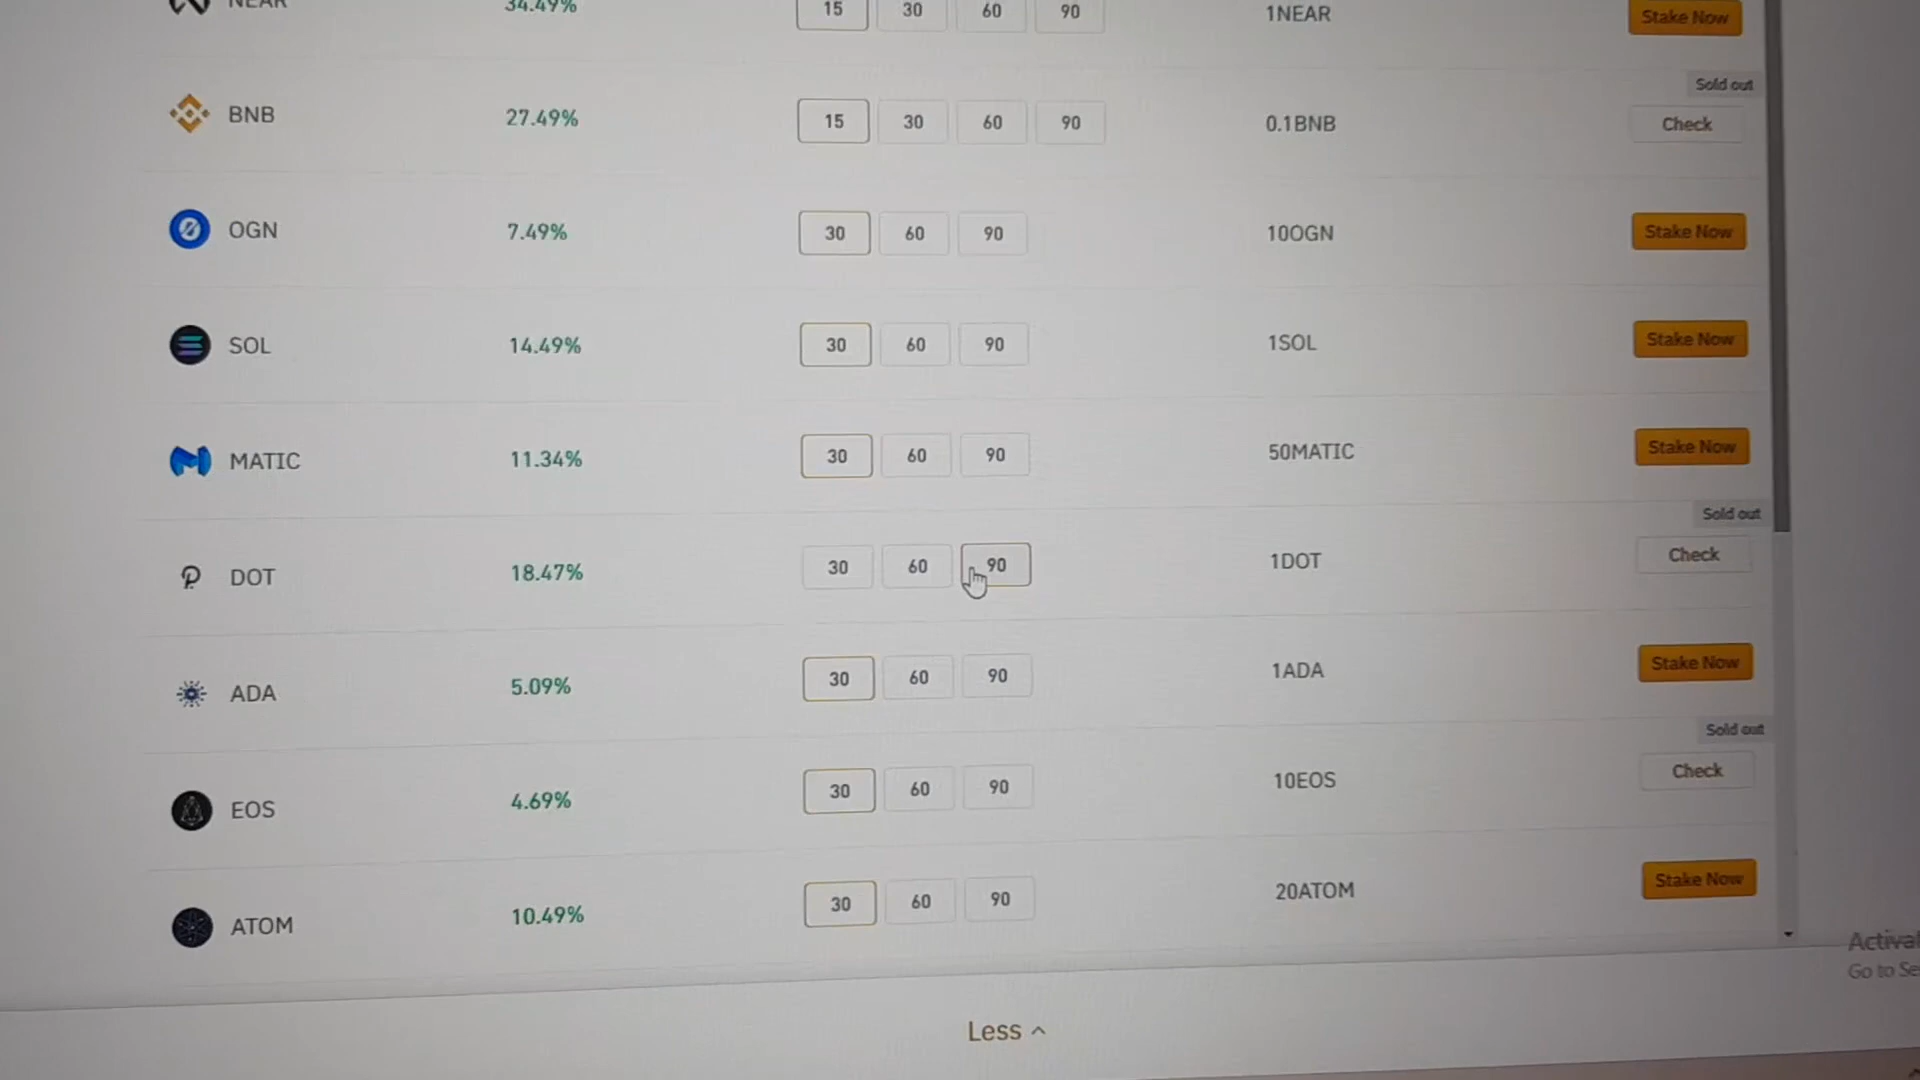 NEAR 34.49% 15 30 60 90 1NEAR Stake Now
Sold out
BNB 27.49% 15 30 60 90 0.1BNB Check
OGN 7.49% 30 60 90 10OGN Stake Now
SOL 14.49% 30 60 90 1SOL Stake Now
MATIC 11.34% 30 60 90 50MATIC Stake Now
Sold out
DOT 18.47% 30 60 90 1DOT Check
ADA 5.09% 30 60 90 1ADA Stake Now
Sold out
EOS 4.69% 30 60 90 10EOS Check
ATOM 10.49% 30 60 90 20ATOM Stake Now
Go to
Less